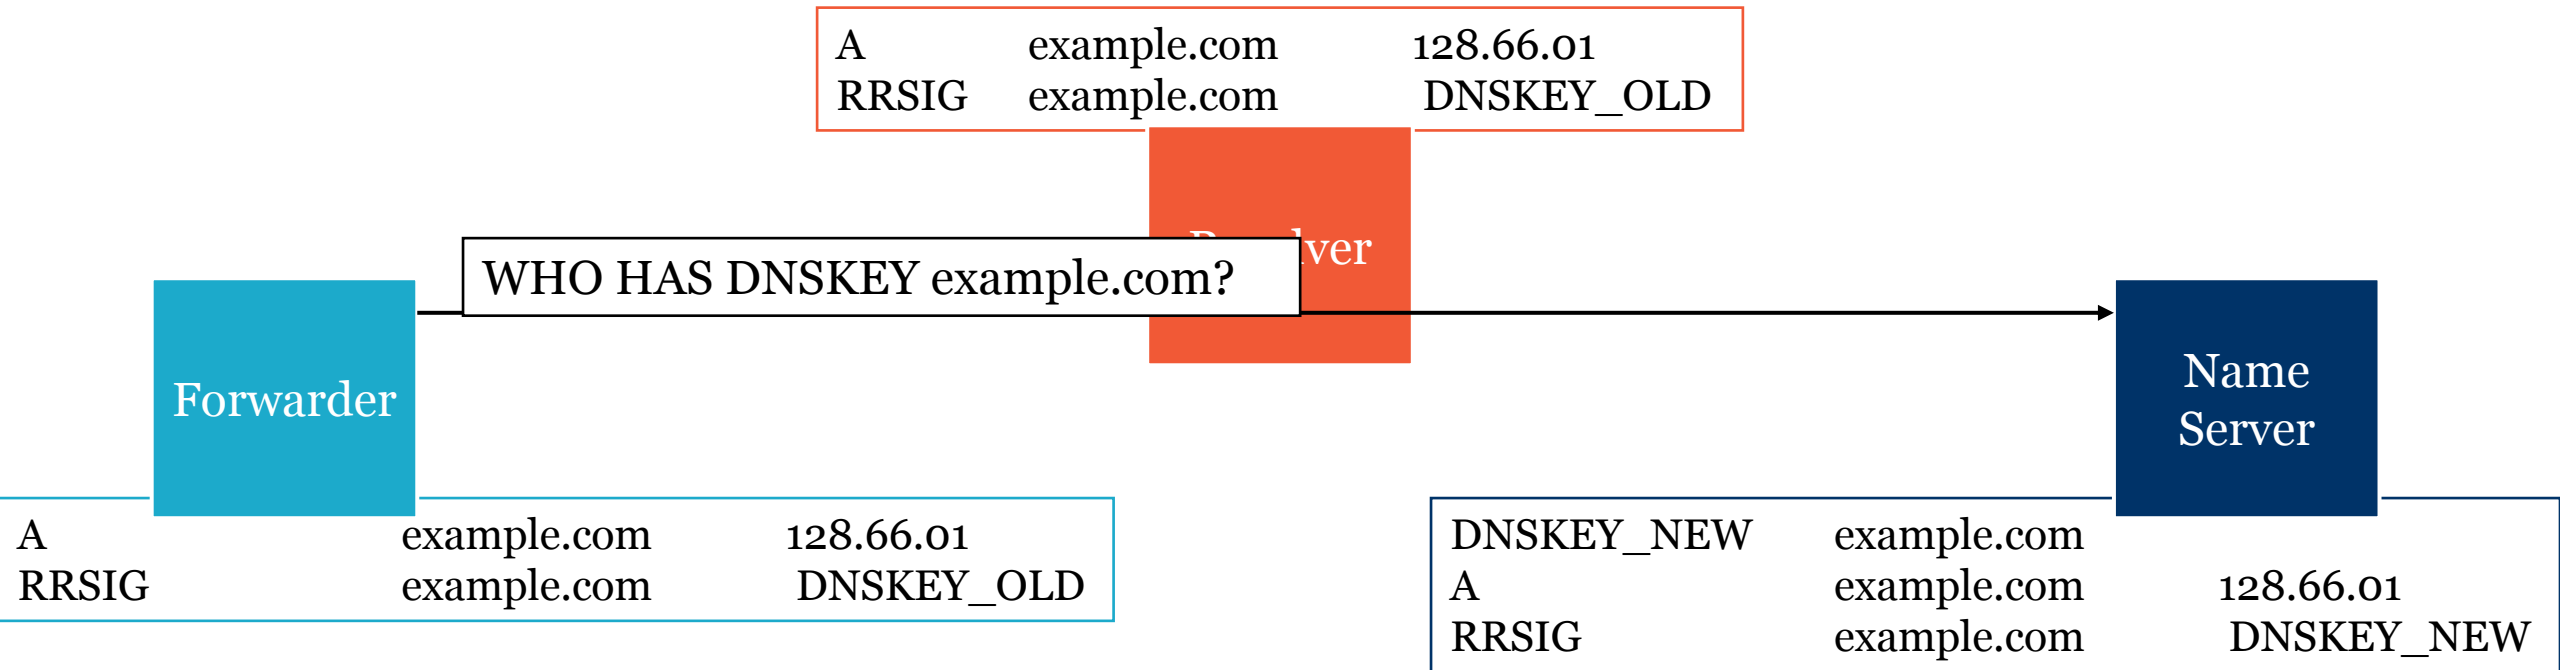 A example.com 128.66.01
RRSIG example.com DNSKEY_OLD
WHO HAS DNSKEY example.com?
Forwarder
Name
Server
A example.com 128.66.01
RRSIG example.com DNSKEY_OLD
DNSKEY_NEW example.com
A example.com 128.66.01
RRSIG example.com DNSKEY_NEW